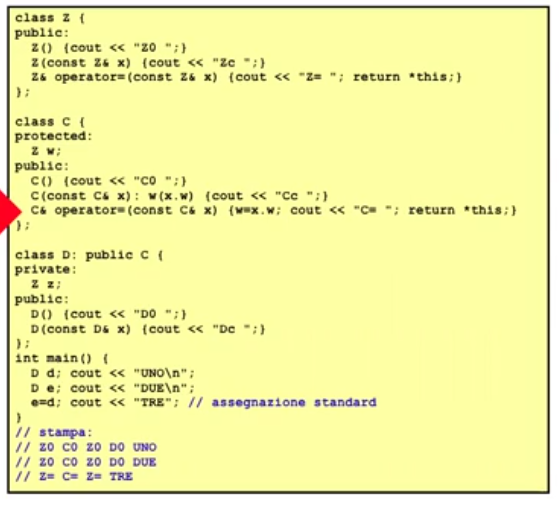 class Z {
public:
  Z() {cout << "Z0 ";}
  Z(const Z& x) {cout << "Zc ";}
  Z& operator=(const Z& x) {cout << "Z= "; return *this;}
};
class C {
protected:
  Z w;
public:
  C() {cout << "C0 ";}
  C(const C& x): w(x.w) {cout << "Cc ";}
  C& operator=(const C& x) {w=x.w; cout << "C= "; return *this;}
};
class D: public C {
private:
  Z z;
public:
  D() {cout << "D0 ";}
  D(const D& x) {cout << "Dc ";}
};
int main() {
  D d; cout << "UNO\n";
  D e; cout << "DUE\n";
  e=d; cout << "TRE"; // assegnazione standard
}
// stampa:
// Z0 C0 Z0 D0 UNO
// Z0 C0 Z0 D0 DUE
// Z= C= Z= TRE